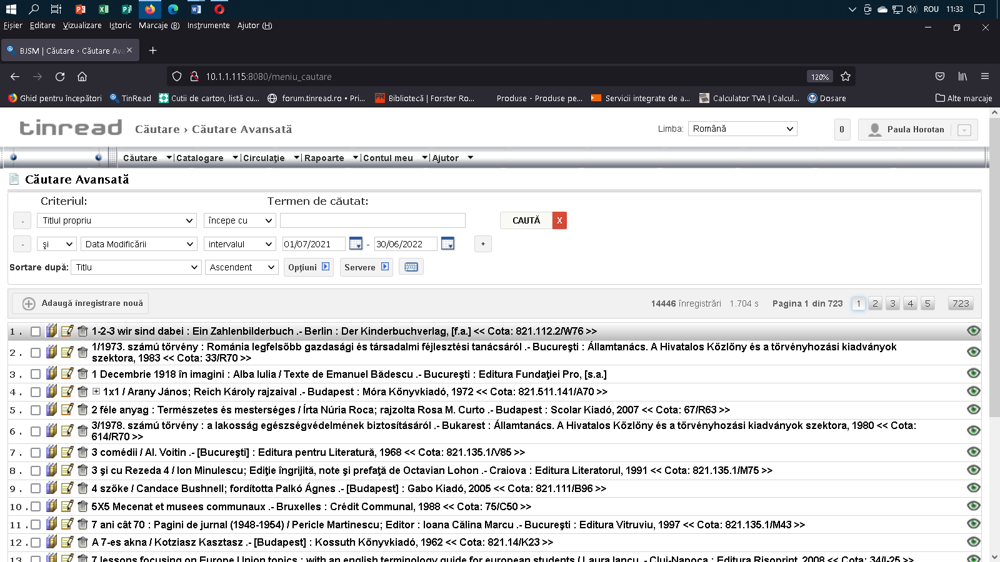 ROU 11:33
Fișier Editare Vizualizare Istoric Marcaje (B) Instrumente Ajutor (H)
BJSM | Căutare › Căutare Av
10.1.1.115:8080/meniu_cautare 120%
Ghid pentru începători TinRead Cutii de carton, listă cu... forum.tinread.ro • Pri... Bibliotecă | Forster Ro... Produse - Produse pe... Servicii integrate de a... Calculator TVA | Calcul... Dosare Alte marcaje
tinread Căutare › Căutare Avansată Limba: Română 0 Paula Horotan
Căutare Catalogare Circulaţie Rapoarte Contul meu Ajutor
Căutare Avansată
Criteriul: Termen de căutat:
- Titlul propriu începe cu CAUTĂ X
- şi Data Modificării intervalul 01/07/2021 - 30/06/2022 +
Sortare după: Titlu Ascendent Opţiuni Servere
Adaugă înregistrare nouă 14446 înregistrări 1.704 s Pagina 1 din 723 1 2 3 4 5 723
1. 1-2-3 wir sind dabei : Ein Zahlenbilderbuch .- Berlin : Der Kinderbuchverlag, [f.a.] << Cota: 821.112.2/W76 >>
2. 1/1973. számú törvény : Románia legfelsőbb gazdasági és társadalmi féjlesztési tanácsáról .- Bucureşti : Államtanács. A Hivatalos Közlöny és a törvényhozási kiadványok
szektora, 1983 << Cota: 33/R70 >>
3. 1 Decembrie 1918 în imagini : Alba Iulia / Texte de Emanuel Bădescu .- Bucureşti : Editura Fundaţiei Pro, [s.a.]
4. 1x1 / Arany János; Reich Károly rajzaival .- Budapest : Móra Könyvkiadó, 1972 << Cota: 821.511.141/A70 >>
5. 2 féle anyag : Természetes és mesterséges / Írta Núria Roca; rajzolta Rosa M. Curto .- Budapest : Scolar Kiadó, 2007 << Cota: 67/R63 >>
6. 3/1978. számú törvény : a lakosság egészségvédelmének biztosításáról .- Bukarest : Államtanács. A Hivatalos Közlöny és a törvényhozási kiadványok szektora, 1980 << Cota:
614/R70 >>
7. 3 comédii / Al. Voitin .- [Bucureşti] : Editura pentru Literatură, 1968 << Cota: 821.135.1/V85 >>
8. 3 şi cu Rezeda 4 / Ion Minulescu; Ediţie îngrijită, note şi prefaţă de Octavian Lohon .- Craiova : Editura Literatorul, 1991 << Cota: 821.135.1/M75 >>
9. 4 szőke / Candace Bushnell; fordította Palkó Ágnes .- [Budapest] : Gabo Kiadó, 2005 << Cota: 821.111/B96 >>
10. 5X5 Mecenat et musees communaux .- Bruxelles : Crédit Communal, 1988 << Cota: 75/C50 >>
11. 7 ani cât 70 : Pagini de jurnal (1948-1954) / Pericle Martinescu; Editor : Ioana Călina Marcu .- Bucureşti : Editura Vitruviu, 1997 << Cota: 821.135.1/M43 >>
12. A 7-es akna / Kotziasz Kasztasz .- [Budapest] : Kossuth Könyvkiadó, 1962 << Cota: 821.14/K23 >>
13. 7 lessons focusing on Europe Union topics : with an english terminology guide for european students / Laura Iancu .- Cluj-Napoca : Editura Risoprint, 2008 << Cota: 34/I-25 >>